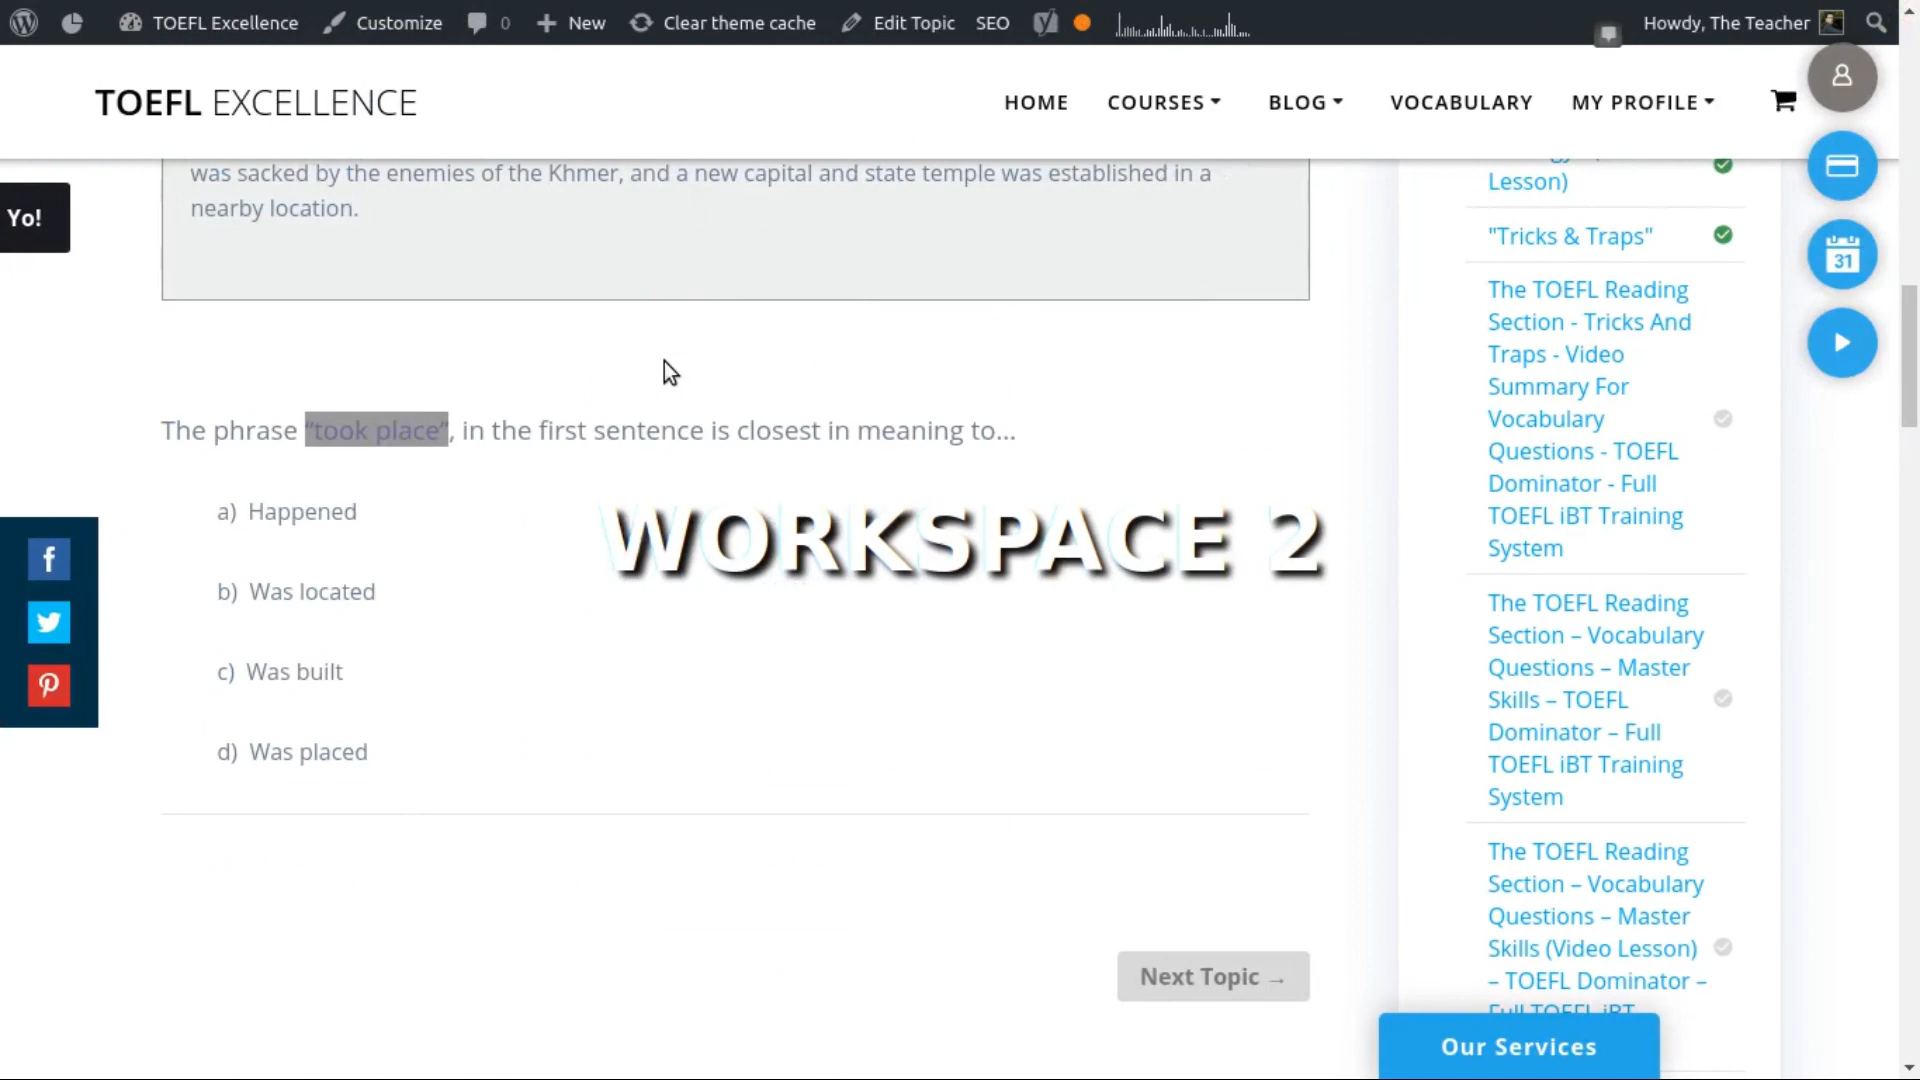 TOEFL Excellence
Customize
0
New
Clear theme cache
Edit Topic
SEO
Howdy, The Teacher
TOEFL EXCELLENCE
HOME
COURSES
BLOG
VOCABULARY
MY PROFILE
was sacked by the enemies of the Khmer, and a new capital and state temple was established in a
nearby location.
Yo!
The phrase “took place”, in the first sentence is closest in meaning to...
a) Happened
b) Was located
c) Was built
d) Was placed
WORKSPACE 2
Next Topic →
Lesson)
"Tricks & Traps"
The TOEFL Reading
Section - Tricks And
Traps - Video
Summary For
Vocabulary
Questions - TOEFL
Dominator - Full
TOEFL iBT Training
System
The TOEFL Reading
Section – Vocabulary
Questions – Master
Skills – TOEFL
Dominator – Full
TOEFL iBT Training
System
The TOEFL Reading
Section – Vocabulary
Questions – Master
Skills (Video Lesson)
– TOEFL Dominator –
Full TOEFL iBT
31
Our Services